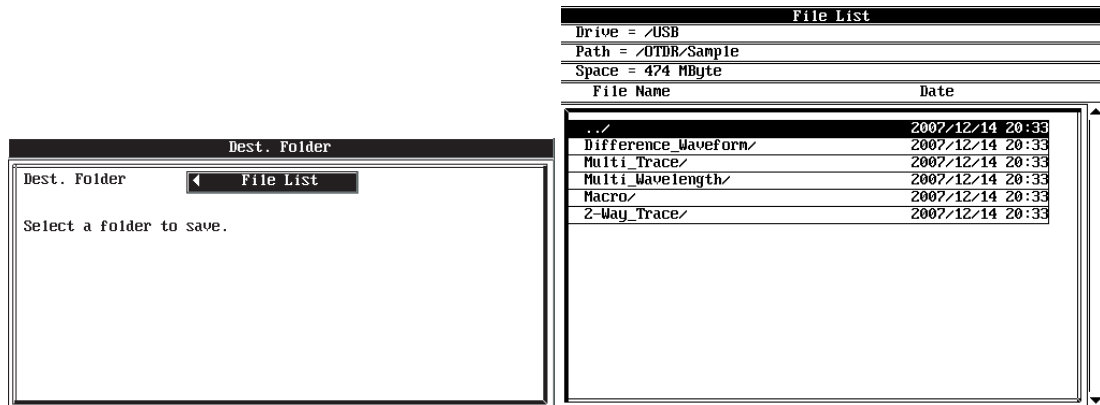 Dest. Folder
Dest. Folder File List
Select a folder to save.
File List
Drive = /USB
Path = /OTDR/Sample
Space = 474 MByte
File Name Date
../ 2007/12/14 20:33
Difference_Waveform/ 2007/12/14 20:33
Multi_Trace/ 2007/12/14 20:33
Multi_Wavelength/ 2007/12/14 20:33
Macro/ 2007/12/14 20:33
2-Way_Trace/ 2007/12/14 20:33